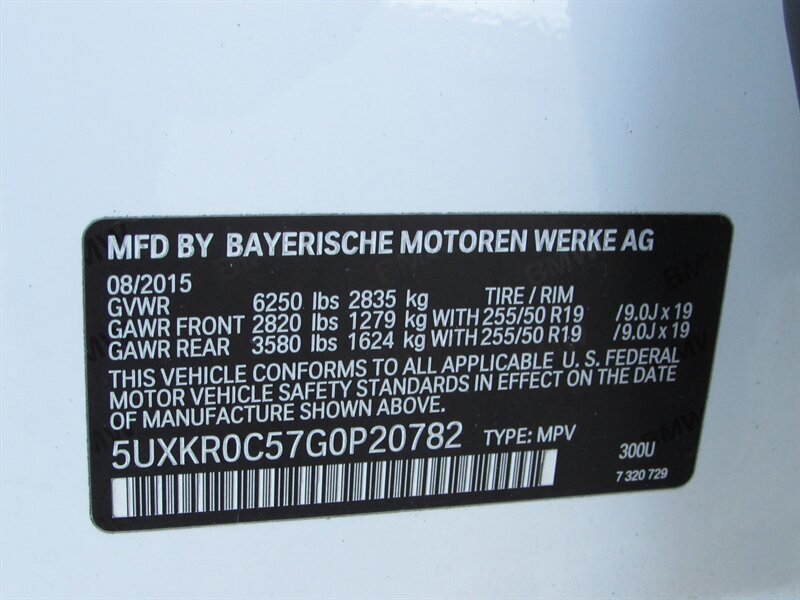 MFD BY BAYERISCHE MOTOREN WERKE AG
08/2015
GVWR 6250 lbs 2835 kg TIRE / RIM
GAWR FRONT 2820 lbs 1279 kg WITH 255/50 R19 /9.0J x 19
GAWR REAR 3580 lbs 1624 kg WITH 255/50 R19 /9.0J x 19
THIS VEHICLE CONFORMS TO ALL APPLICABLE U. S. FEDERAL
MOTOR VEHICLE SAFETY STANDARDS IN EFFECT ON THE DATE
OF MANUFACTURE SHOWN ABOVE.
5UXKR0C57G0P20782 TYPE: MPV 300U
7 320 729